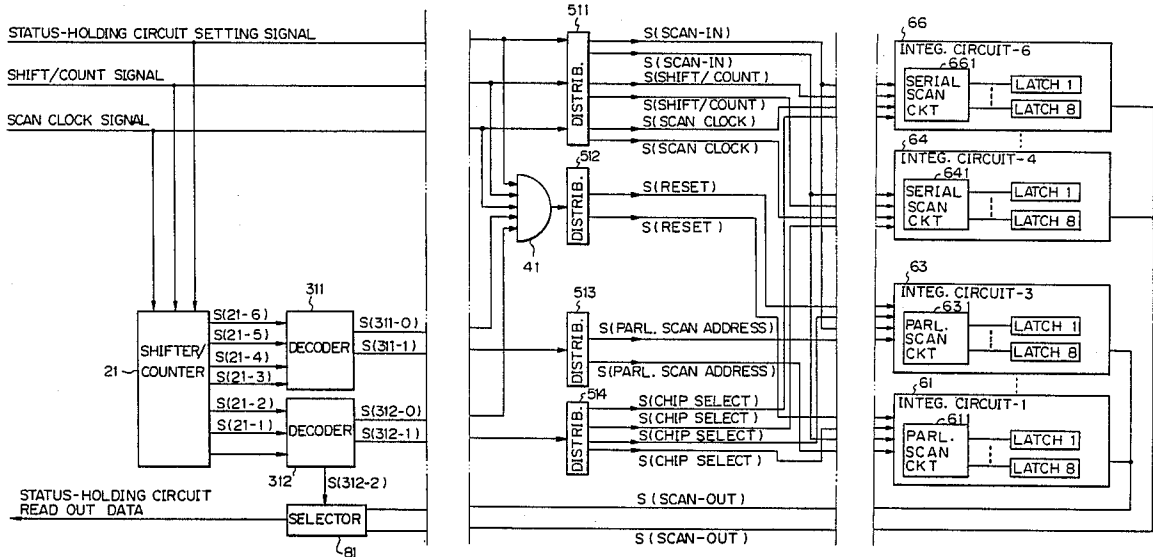 STATUS-HOLDING CIRCUIT SETTING SIGNAL
SHIFT/COUNT SIGNAL
SCAN CLOCK SIGNAL
21
SHIFTER/
COUNTER
S(21-6)
S(21-5)
S(21-4)
S(21-3)
S(21-2)
S(21-1)
311
DECODER
S(311-0)
S(311-1)
DECODER
312
S(312-0)
S(312-1)
S(312-2)
STATUS-HOLDING CIRCUIT
READ OUT DATA
SELECTOR
81
41
511
DISTRIB.
S(SCAN-IN)
S(SCAN-IN)
S(SHIFT/COUNT)
S(SHIFT/COUNT)
S(SCAN CLOCK)
S(SCAN CLOCK)
512
DISTRIB.
S(RESET)
S(RESET)
513
DISTRIB.
S(PARL. SCAN ADDRESS)
S(PARL. SCAN ADDRESS)
514
DISTRIB.
S(CHIP SELECT)
S(CHIP SELECT)
S(CHIP SELECT)
S(CHIP SELECT)
S(SCAN-OUT)
S(SCAN-OUT)
66
INTEG. CIRCUIT-6
661
SERIAL
SCAN
CKT
LATCH 1
LATCH 8
64
INTEG. CIRCUIT-4
641
SERIAL
SCAN
CKT
LATCH 1
LATCH 8
63
INTEG. CIRCUIT-3
631
PARL.
SCAN
CKT
LATCH 1
LATCH 8
61
INTEG. CIRCUIT-1
611
PARL.
SCAN
CKT
LATCH 1
LATCH 8